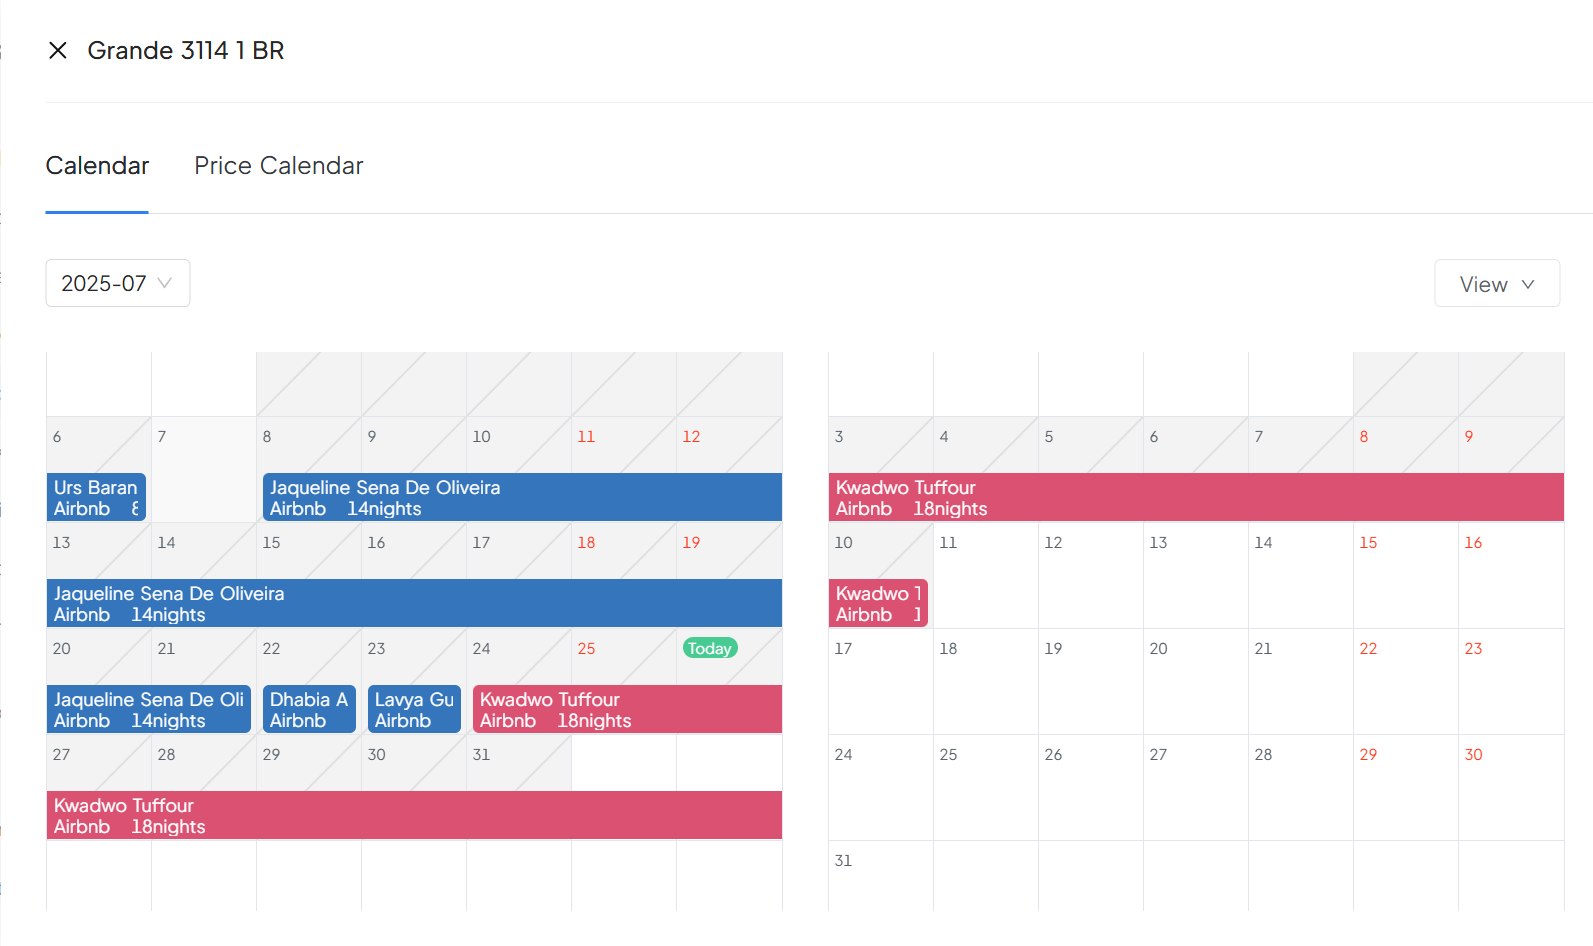 Grande 3114 1 BR
Calendar Price Calendar
2025-07
View
6 7 8 9 10 11 12
Urs Baran
Airbnb
Jaqueline Sena De Oliveira
Airbnb 14nights
13 14 15 16 17 18 19
Jaqueline Sena De Oliveira
Airbnb 14nights
20 21 22 23 24 25 Today
Jaqueline Sena De Oli
Airbnb 14nights
Dhabia A
Airbnb
Lavya Gu
Airbnb
Kwadwo Tuffour
Airbnb 18nights
27 28 29 30 31
Kwadwo Tuffour
Airbnb 18nights
3 4 5 6 7 8 9
Kwadwo Tuffour
Airbnb 18nights
10 11 12 13 14 15 16
Kwadwo
Airbnb 1
17 18 19 20 21 22 23
24 25 26 27 28 29 30
31